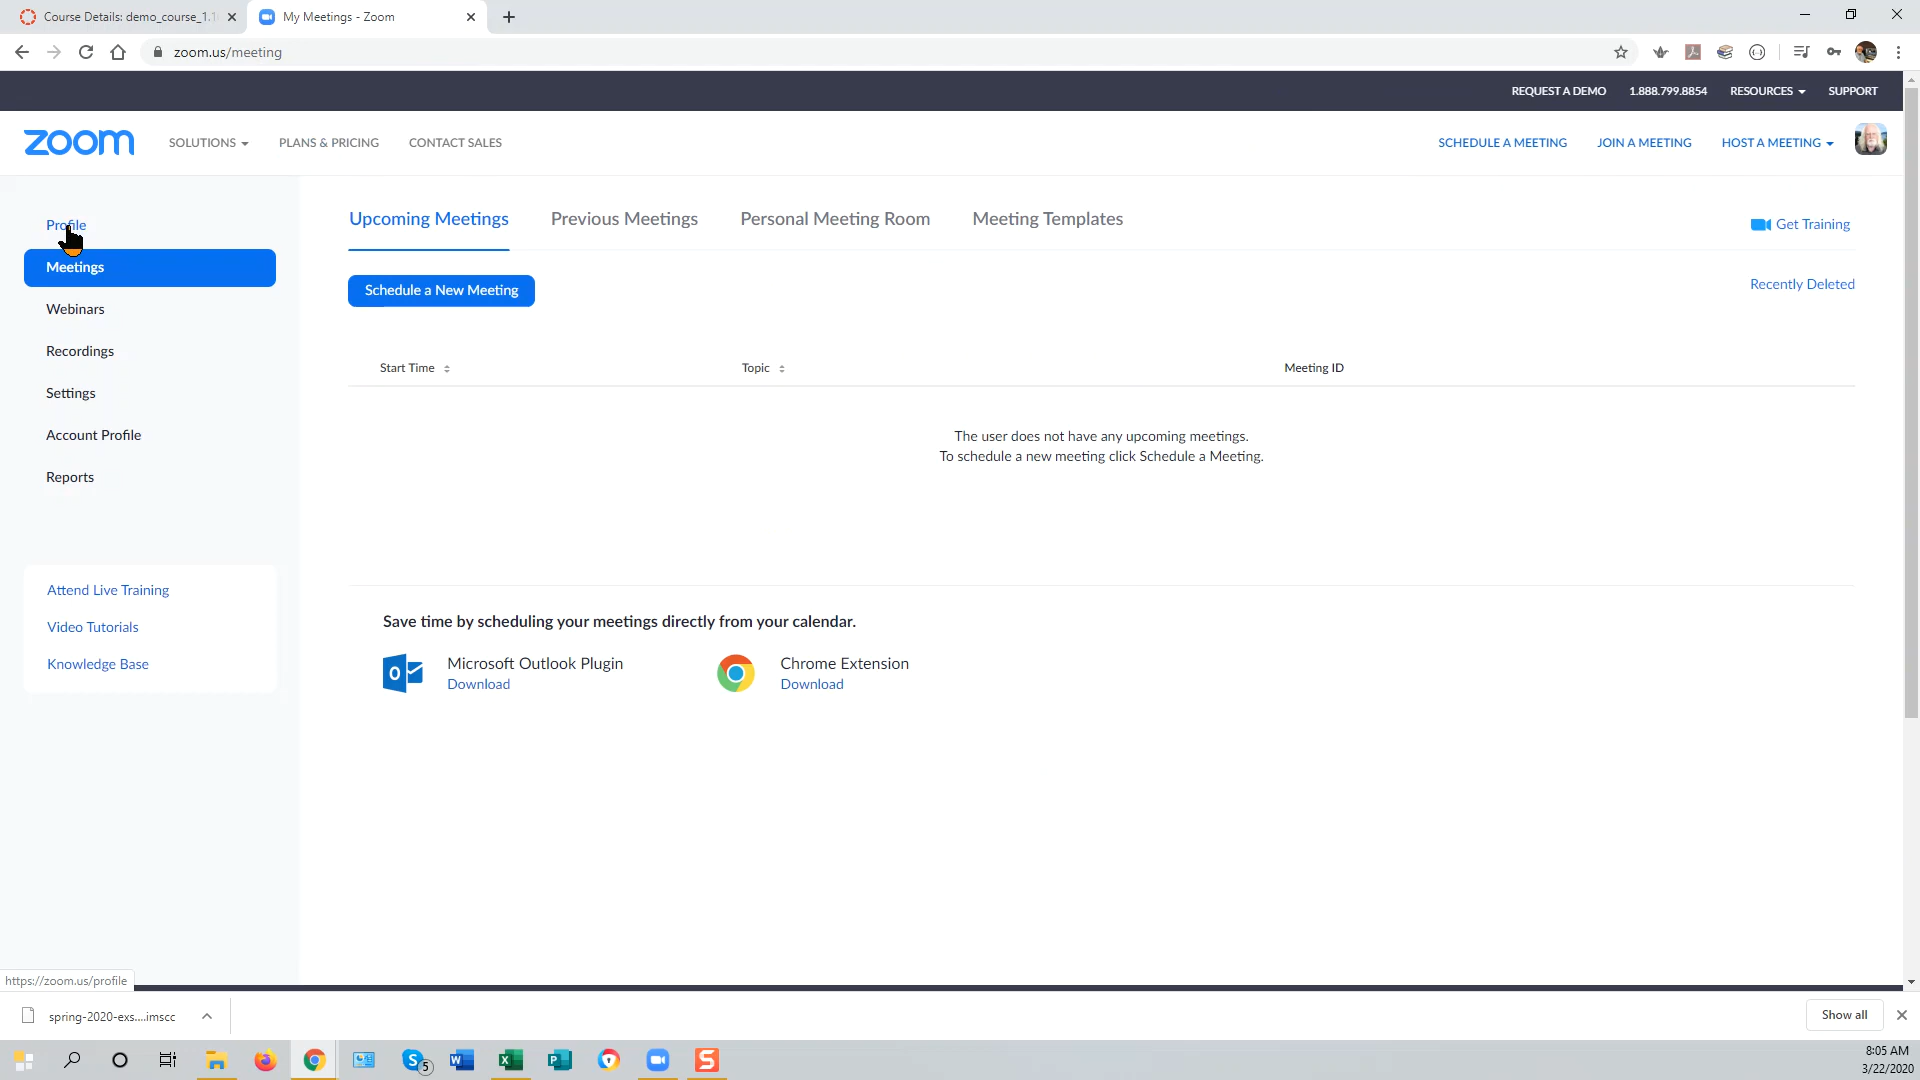 Course Details: demo_course_1.1
My Meetings - Zoom
zoom.us/meeting
REQUEST A DEMO 1.888.799.8854 RESOURCES SUPPORT
zoom SOLUTIONS PLANS & PRICING CONTACT SALES SCHEDULE A MEETING JOIN A MEETING HOST A MEETING
Profile
Meetings
Webinars
Recordings
Settings
Account Profile
Reports
Attend Live Training
Video Tutorials
Knowledge Base
Upcoming Meetings Previous Meetings Personal Meeting Room Meeting Templates
Get Training
Schedule a New Meeting
Recently Deleted
Start Time Topic Meeting ID
The user does not have any upcoming meetings.
To schedule a new meeting click Schedule a Meeting.
Save time by scheduling your meetings directly from your calendar.
Microsoft Outlook Plugin
Download
Chrome Extension
Download
https://zoom.us/profile
spring-2020-exs....imscc
Show all
5
8:05 AM
3/22/2020